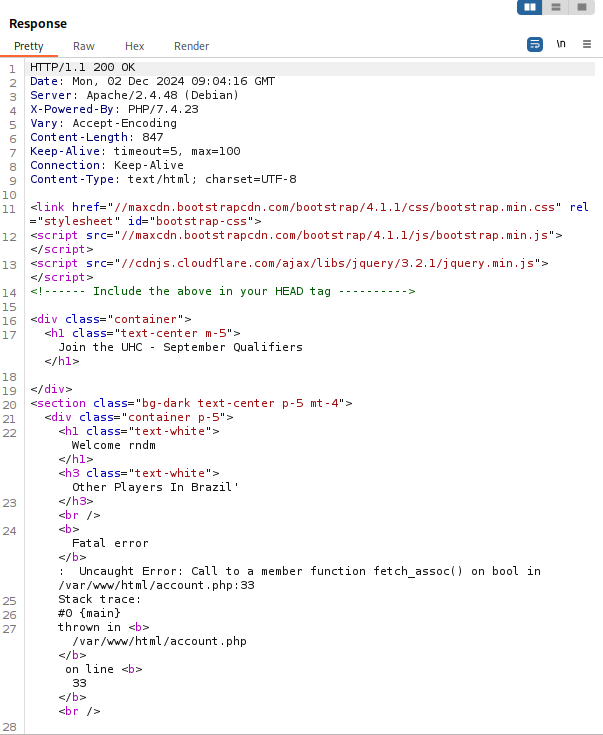 Response
Pretty Raw Hex Render \n
1 HTTP/1.1 200 OK
2 Date: Mon, 02 Dec 2024 09:04:16 GMT
3 Server: Apache/2.4.48 (Debian)
4 X-Powered-By: PHP/7.4.23
5 Vary: Accept-Encoding
6 Content-Length: 847
7 Keep-Alive: timeout=5, max=100
8 Connection: Keep-Alive
9 Content-Type: text/html; charset=UTF-8
10
11 <link href="//maxcdn.bootstrapcdn.com/bootstrap/4.1.1/css/bootstrap.min.css" rel
="stylesheet" id="bootstrap-css">
12 <script src="//maxcdn.bootstrapcdn.com/bootstrap/4.1.1/js/bootstrap.min.js">
</script>
13 <script src="//cdnjs.cloudflare.com/ajax/libs/jquery/3.2.1/jquery.min.js">
</script>
14 <!------ Include the above in your HEAD tag ---------->
15
16 <div class="container">
17 <h1 class="text-center m-5">
Join the UHC - September Qualifiers
</h1>
18
19 </div>
20 <section class="bg-dark text-center p-5 mt-4">
21 <div class="container p-5">
22 <h1 class="text-white">
Welcome rndm
</h1>
<h3 class="text-white">
Other Players In Brazil'
23 </h3>
<br />
24 <b>
Fatal error
</b>
:  Uncaught Error: Call to a member function fetch_assoc() on bool in
/var/www/html/account.php:33
25 Stack trace:
26 #0 {main}
27 thrown in <b>
/var/www/html/account.php
</b>
on line <b>
33
</b>
<br />
28